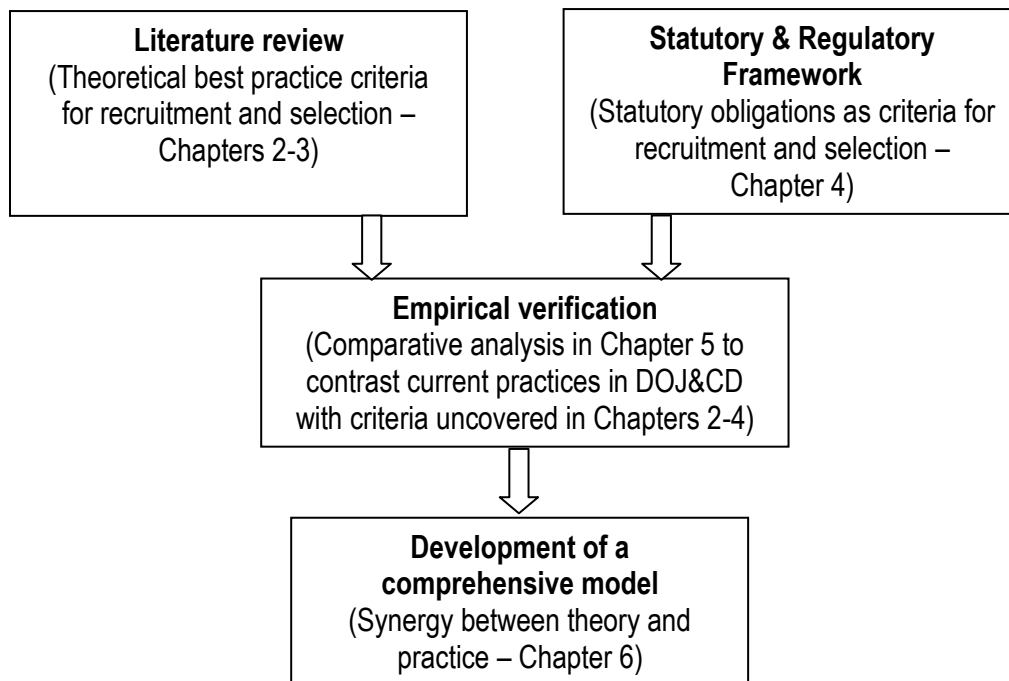 Literature review
(Theoretical best practice criteria
for recruitment and selection –
Chapters 2-3)
Statutory & Regulatory
Framework
(Statutory obligations as criteria for
recruitment and selection –
Chapter 4)
Empirical verification
(Comparative analysis in Chapter 5 to
contrast current practices in DOJ&CD
with criteria uncovered in Chapters 2-4)
Development of a
comprehensive model
(Synergy between theory and
practice – Chapter 6)